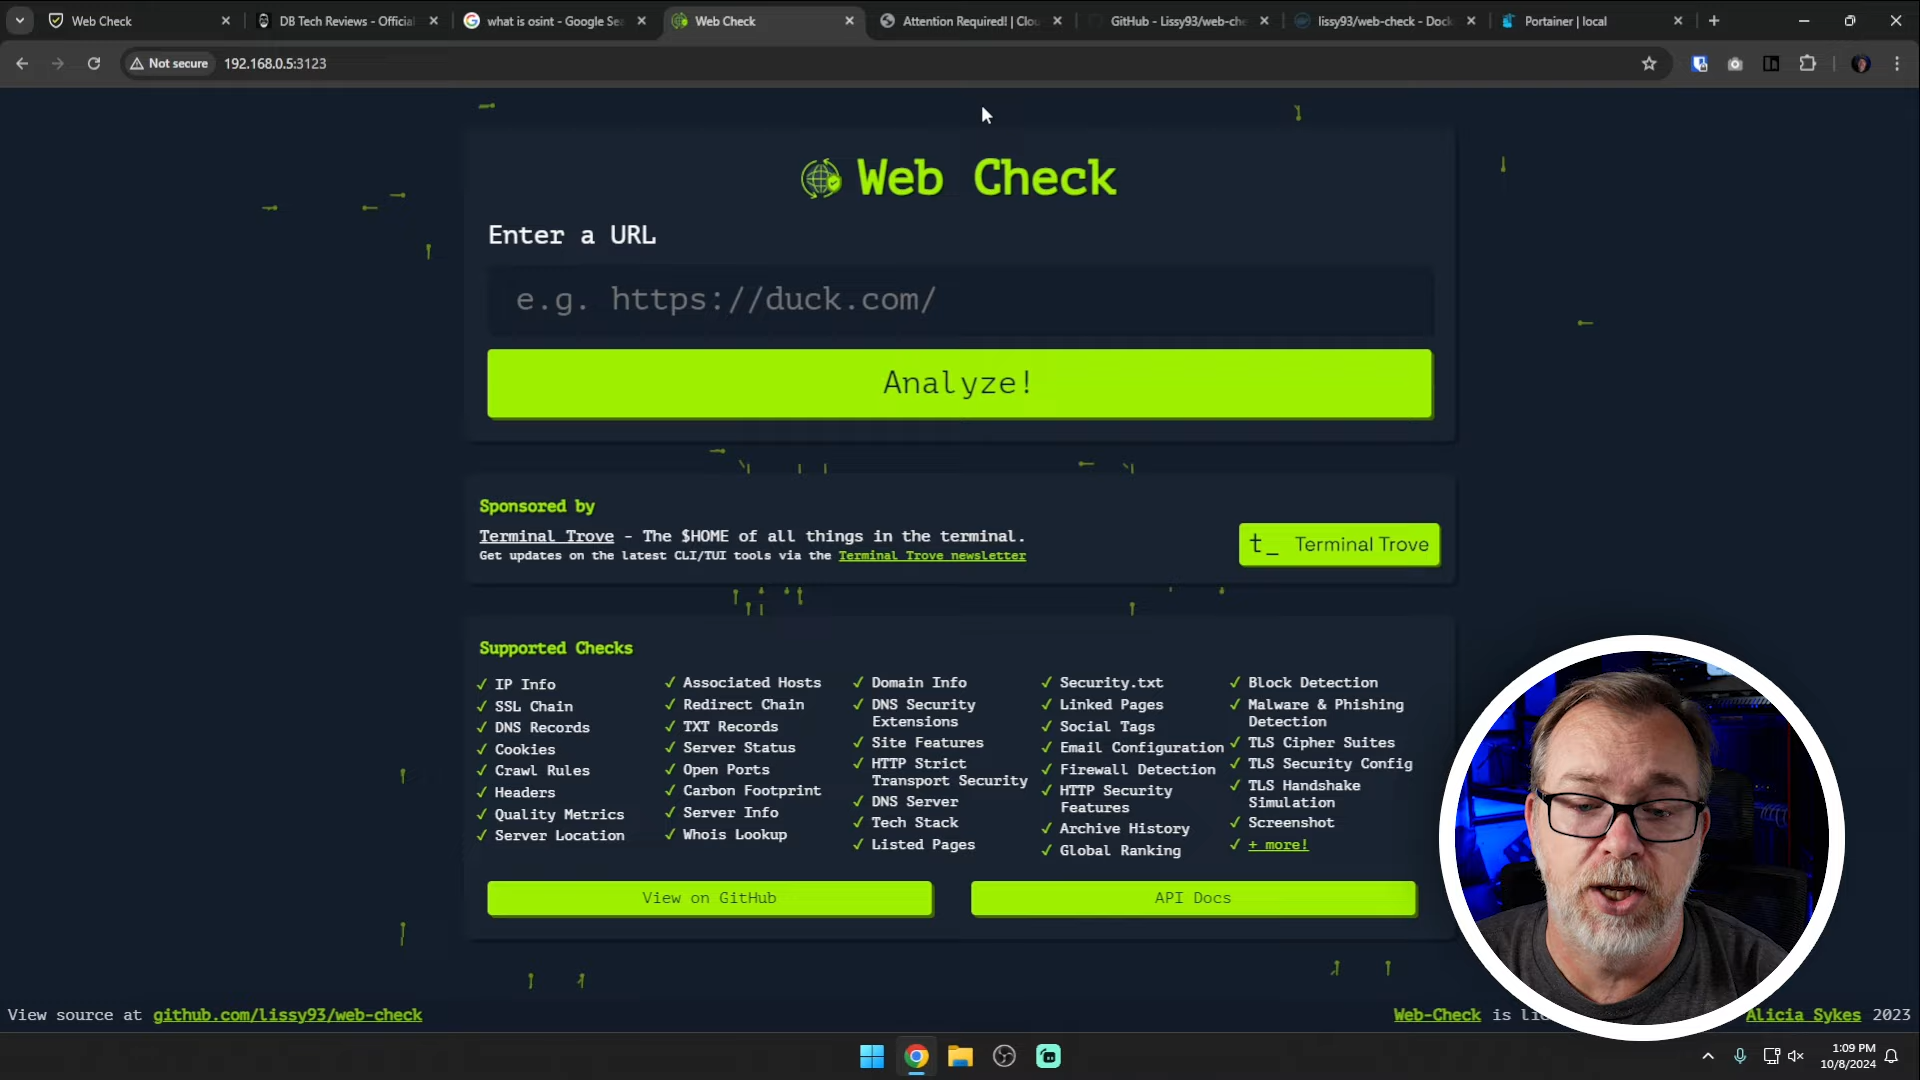 Web Check
DB Tech Reviews - Official
what is osint - Google Se
Web Check
Attention Required! | Clou
GitHub - Lissy93/web-che
lissy93/web-check - Dock
Portainer | local
Not secure
192.168.0.5:3123
Web Check
Enter a URL
e.g. https://duck.com/
Analyze!
Sponsored by
Terminal Trove - The $HOME of all things in the terminal.
Get updates on the latest CLI/TUI tools via the Terminal Trove newsletter
t_ Terminal Trove
Supported Checks
✓ IP Info
✓ SSL Chain
✓ DNS Records
✓ Cookies
✓ Crawl Rules
✓ Headers
✓ Quality Metrics
✓ Server Location
✓ Associated Hosts
✓ Redirect Chain
✓ TXT Records
✓ Server Status
✓ Open Ports
✓ Carbon Footprint
✓ Server Info
✓ Whois Lookup
✓ Domain Info
✓ DNS Security
Extensions
✓ Site Features
✓ HTTP Strict
Transport Security
✓ DNS Server
✓ Tech Stack
✓ Listed Pages
✓ Security.txt
✓ Linked Pages
✓ Social Tags
✓ Email Configuration
✓ Firewall Detection
✓ HTTP Security
Features
✓ Archive History
✓ Global Ranking
✓ Block Detection
✓ Malware & Phishing
Detection
✓ TLS Cipher Suites
✓ TLS Security Config
✓ TLS Handshake
Simulation
✓ Screenshot
✓ + more!
View on GitHub
API Docs
View source at github.com/lissy93/web-check
Web-Check is li
Alicia Sykes 2023
1:09 PM
10/8/2024